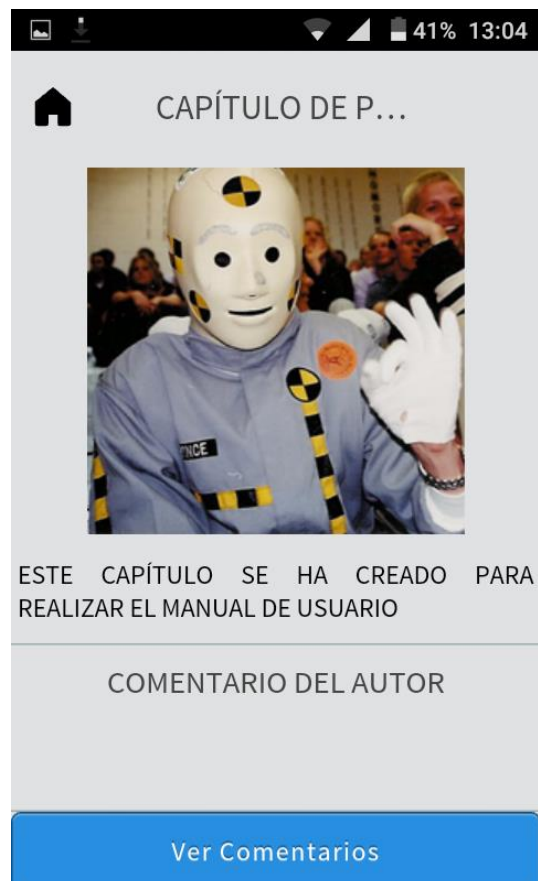 41% 13:04
CAPÍTULO DE P...
NCE
ESTE CAPÍTULO SE HA CREADO PARA
REALIZAR EL MANUAL DE USUARIO
COMENTARIO DEL AUTOR
Ver Comentarios